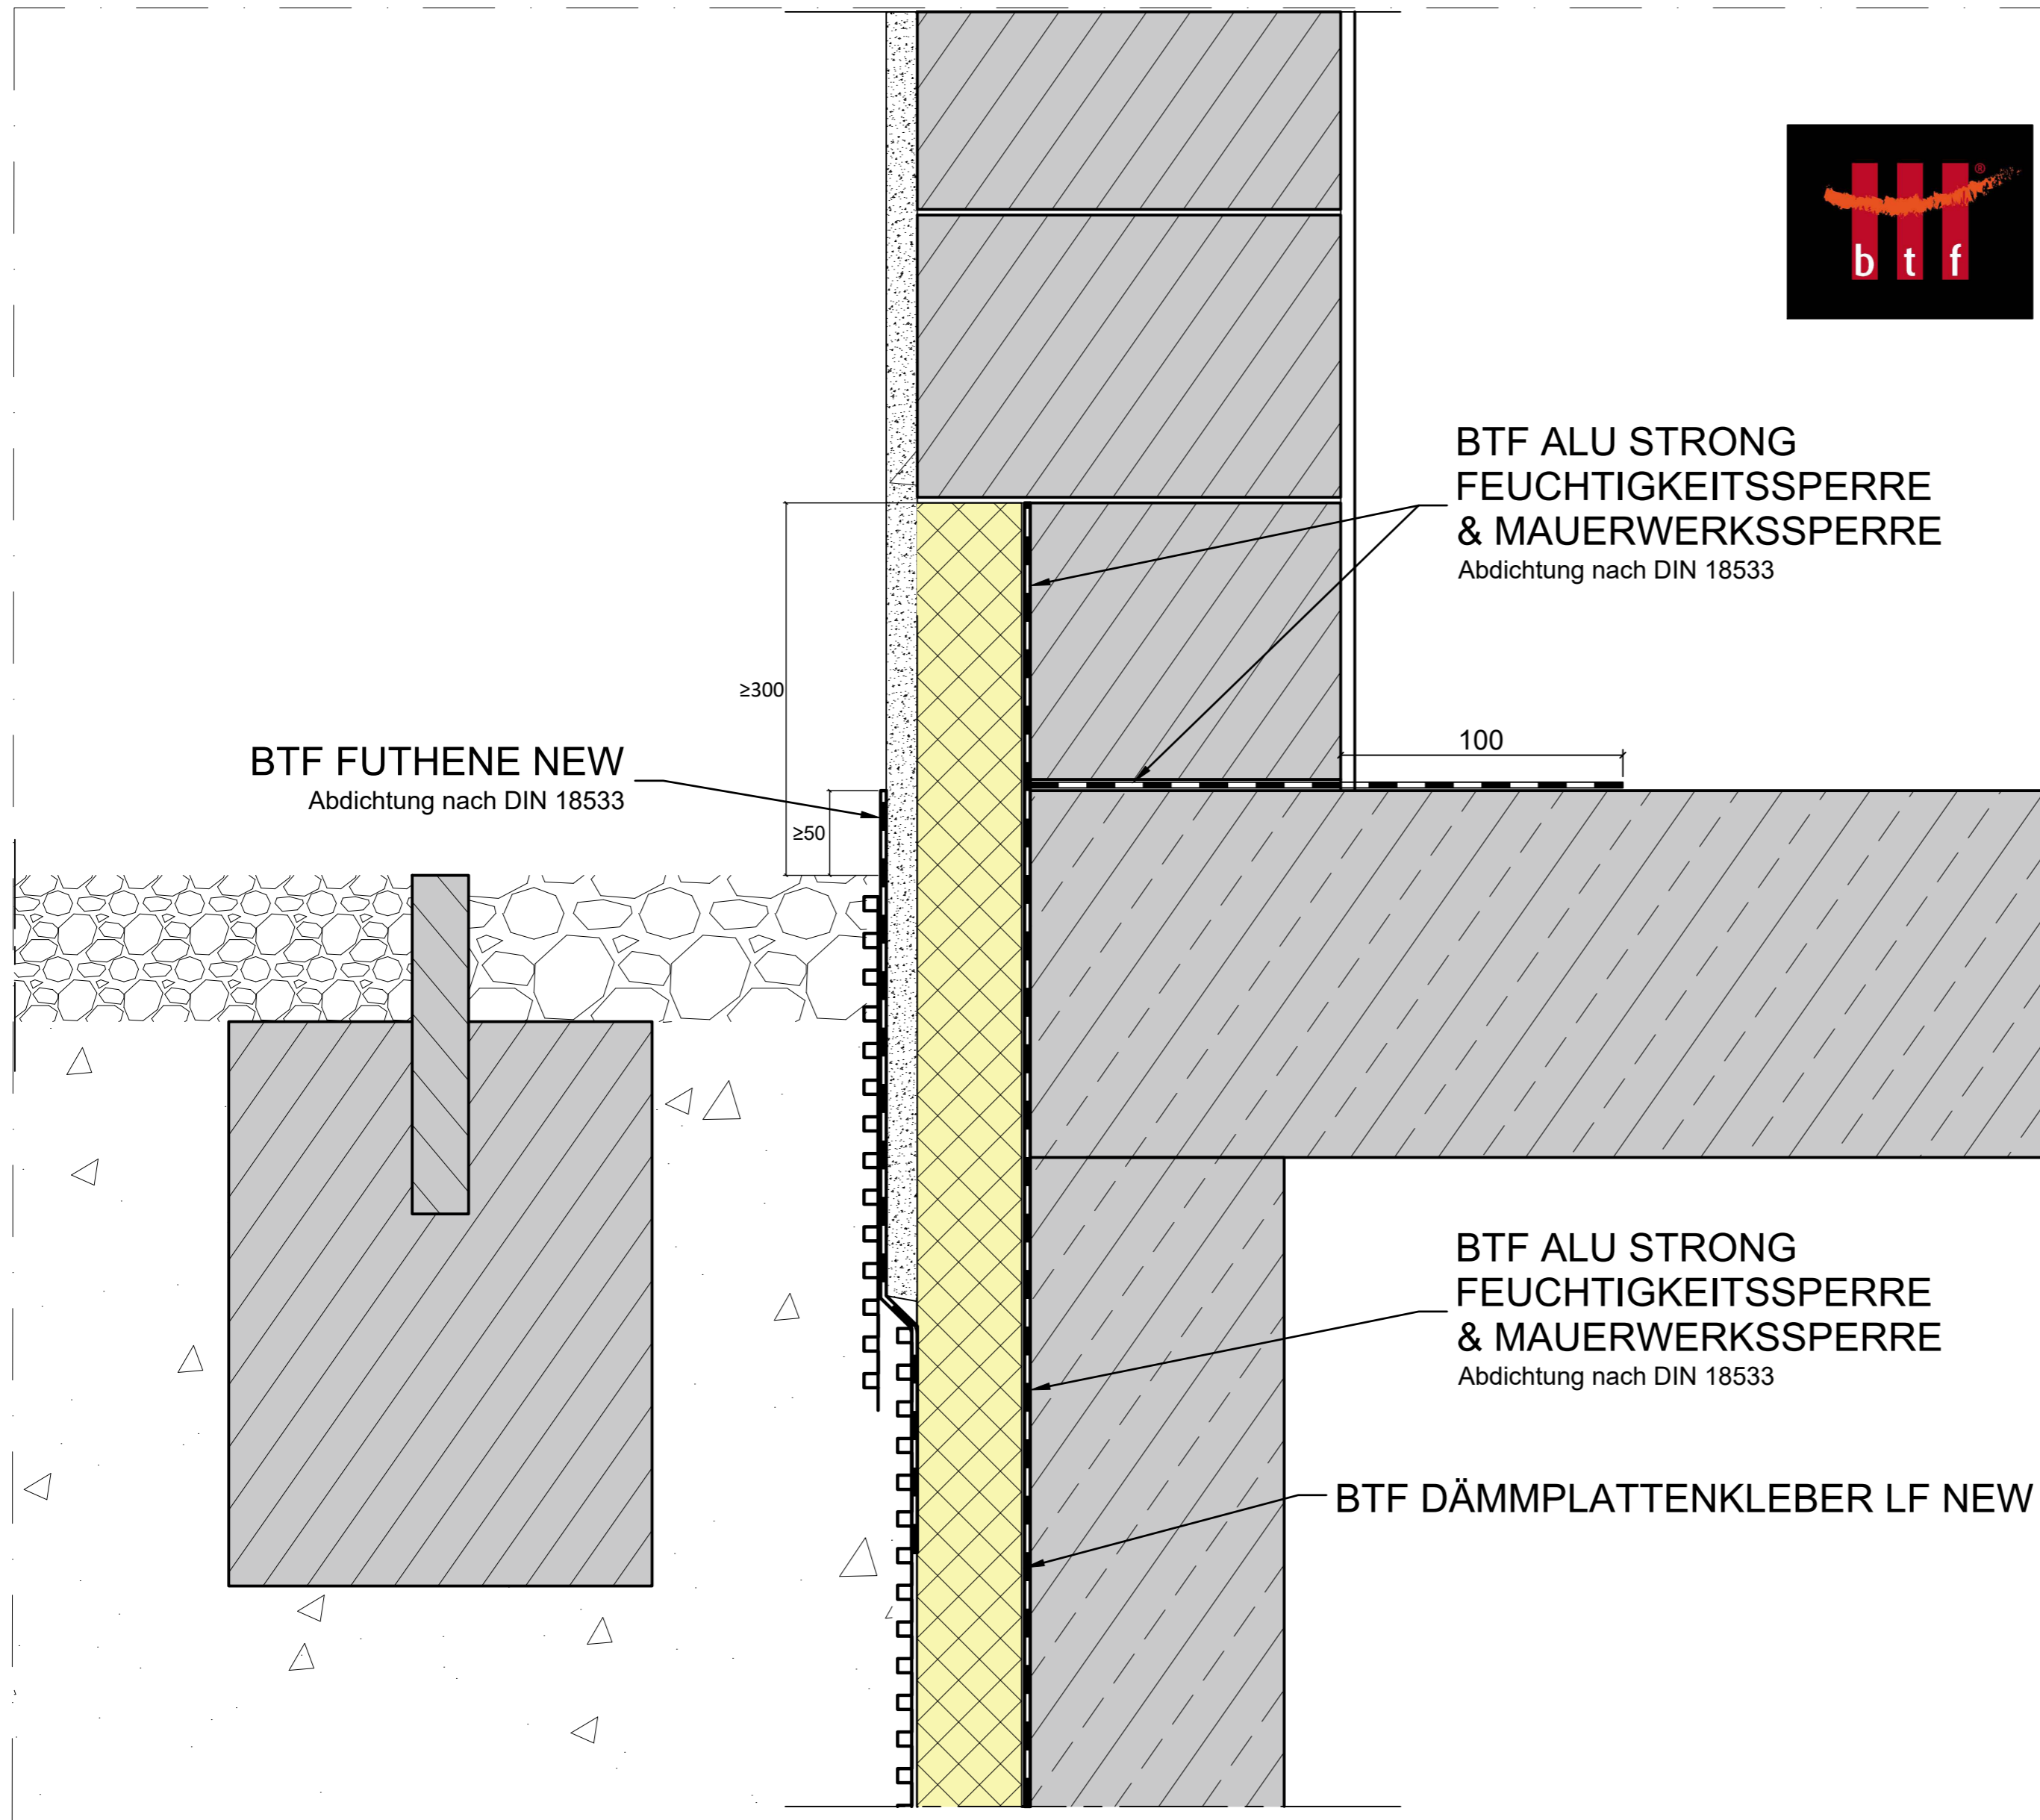 ®
b t f
BTF ALU STRONG
FEUCHTIGKEITSSPERRE
& MAUERWERKSSPERRE
Abdichtung nach DIN 18533
≥300
100
BTF FUTHENE NEW
Abdichtung nach DIN 18533
≥50
BTF ALU STRONG
FEUCHTIGKEITSSPERRE
& MAUERWERKSSPERRE
Abdichtung nach DIN 18533
BTF DÄMMPLATTENKLEBER LF NEW